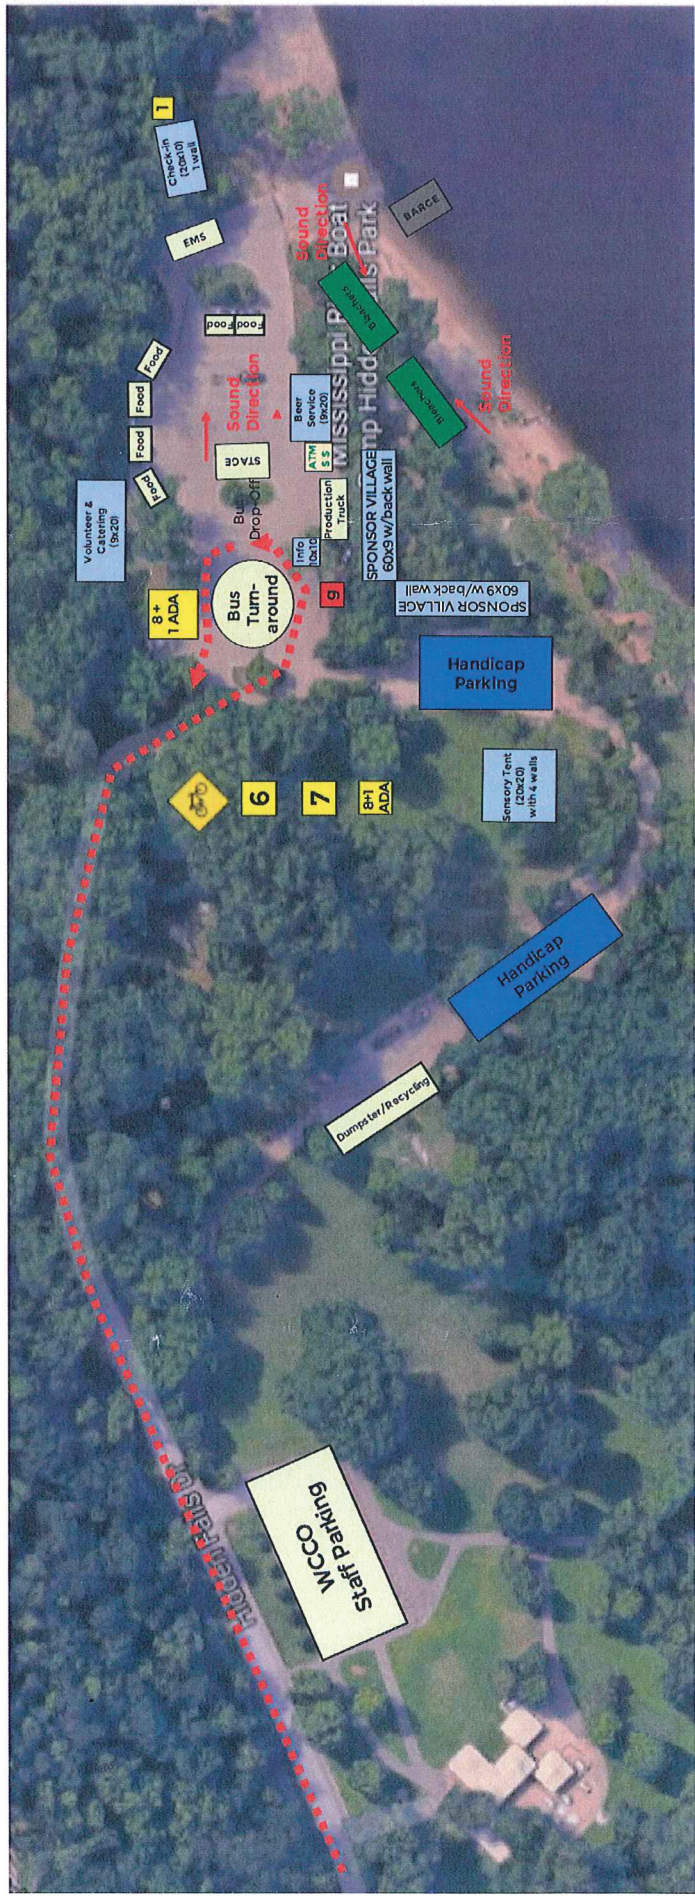 1
Check-in
(20x10)
1 wall
EMS
BARGE
Sound
Direction
Mississippi R
Boat
mp Hidd
lls Park
Bleachers
Bleachers
Sound
Direction
Food
Food
Food
Food
Food
Food
Sound
Direction
STAGE
Beer
Service
(9x20)
ATM
S S
Production
Truck
Bus
Drop-Off
Info
10x10
Volunteer &
Catering
(9x20)
8+
1 ADA
Bus
Turn-
around
g
SPONSOR VILLAGE
60x9 w/back wall
SPONSOR VILLAGE
60x9 w/back wall
Handicap
Parking
6
7
8+1
ADA
Sensory Tent
(20x20)
with 4 walls
Handicap
Parking
Dumpster/Recycling
WCCO
Staff Parking
Hidden Falls Dr